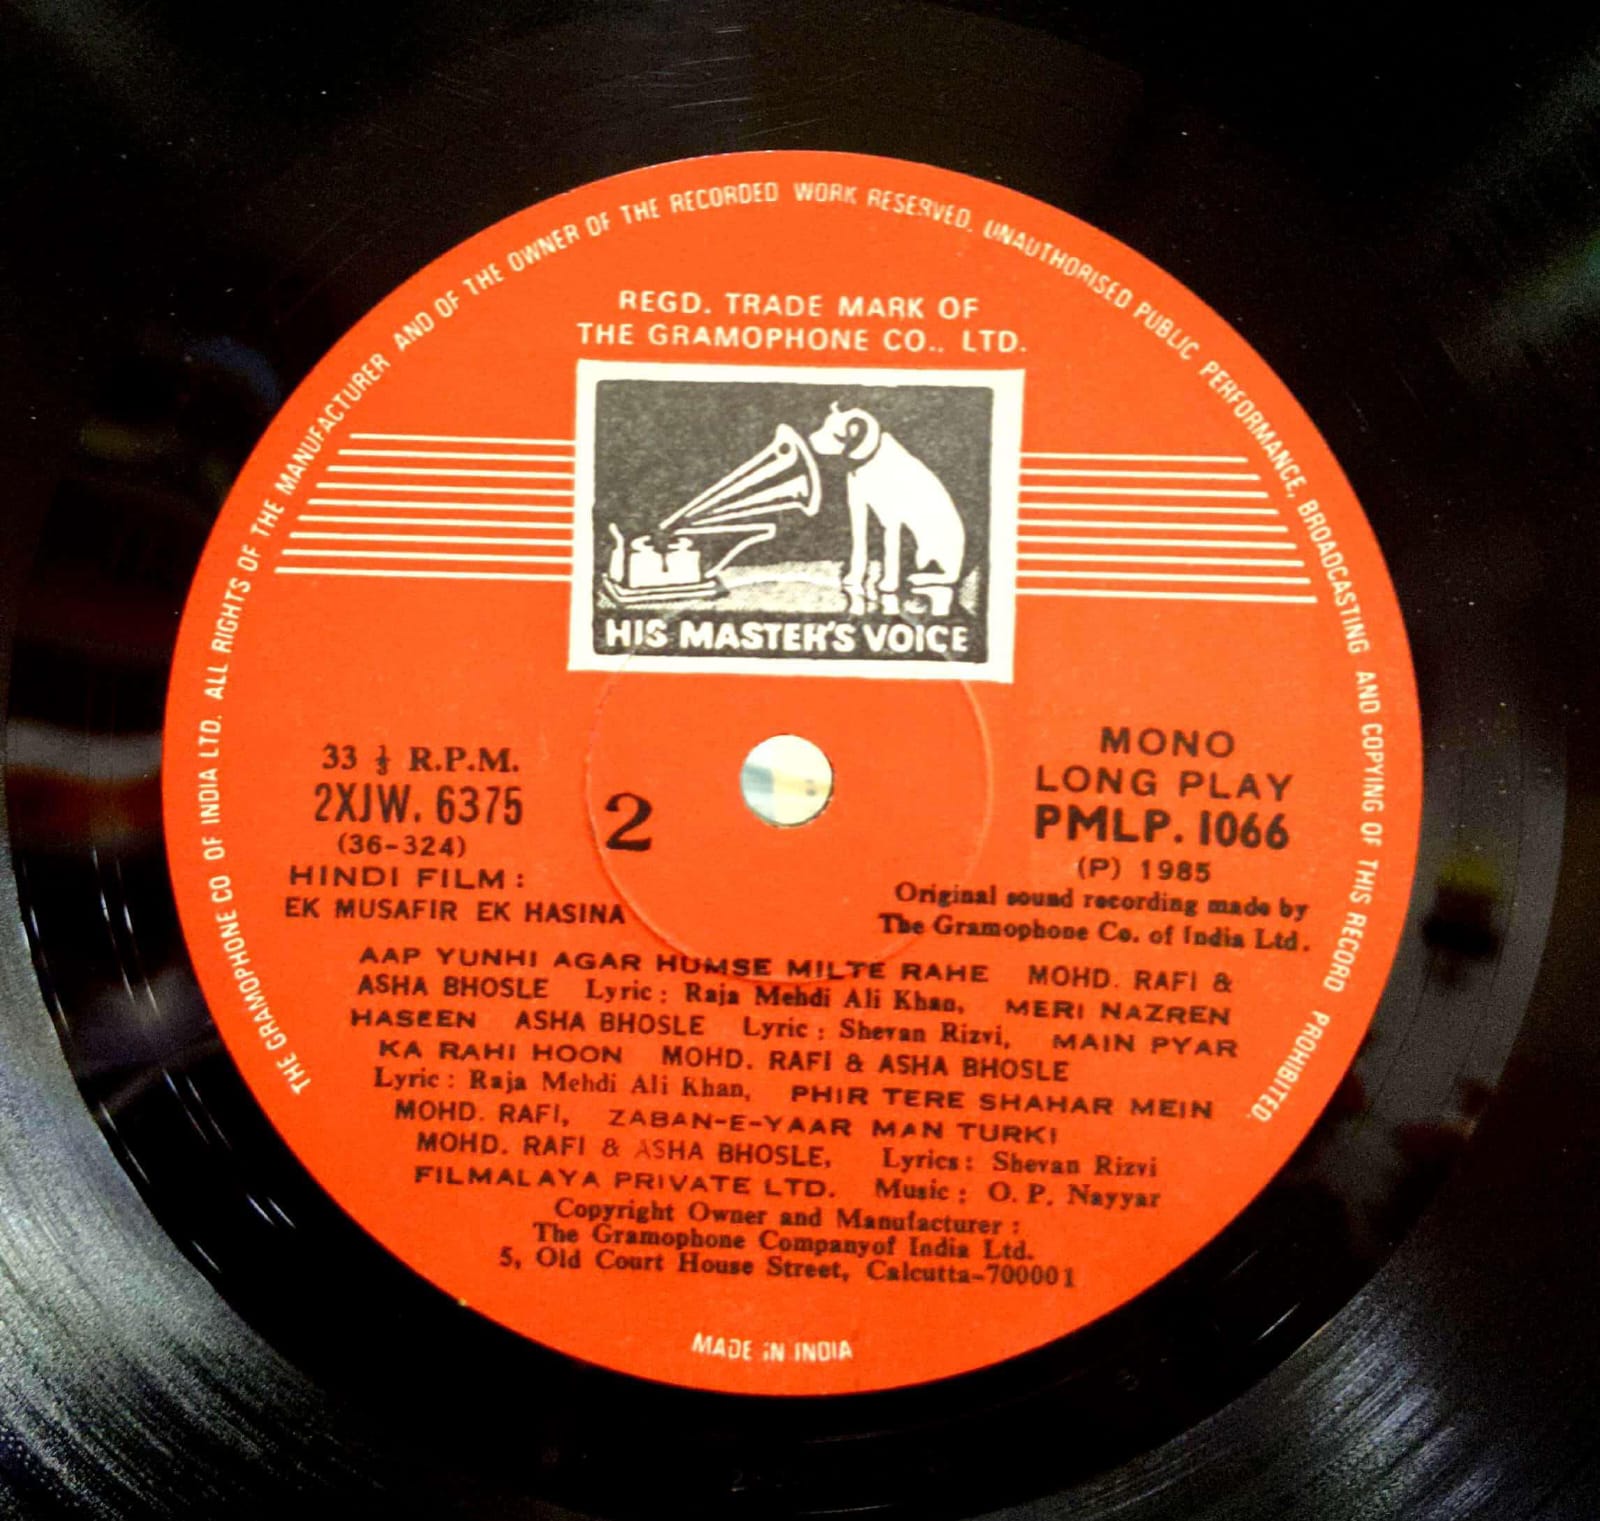 THE GRAMOPHONE CO OF INDIA LTD. ALL RIGHTS OF THE MANUFACTURER AND OF THE OWNER OF THE RECORDED WORK RESERVED. UNAUTHORISED PUBLIC PERFORMANCE, BROADCASTING AND COPYING OF THIS RECORD PROHIBITED.
REGD. TRADE MARK OF
THE GRAMOPHONE CO., LTD.
HIS MASTER'S VOICE
33 ⅓ R.P.M.
2XJW. 6375
(36-324)
HINDI FILM:
EK MUSAFIR EK HASINA
2
MONO
LONG PLAY
PMLP. 1066
(P) 1985
Original sound recording made by
The Gramophone Co. of India Ltd.
AAP YUNHI AGAR HUMSE MILTE RAHE MOHD. RAFI &
ASHA BHOSLE Lyric: Raja Mehdi Ali Khan, MERI NAZREN
HASEEN ASHA BHOSLE Lyric: Shevan Rizvi, MAIN PYAR
KA RAHI HOON MOHD. RAFI & ASHA BHOSLE
Lyric: Raja Mehdi Ali Khan, PHIR TERE SHAHAR MEIN
MOHD. RAFI, ZABAN-E-YAAR MAN TURKI
MOHD. RAFI & ASHA BHOSLE, Lyrics: Shevan Rizvi
FILMALAYA PRIVATE LTD. Music: O. P. Nayyar
Copyright Owner and Manufacturer:
The Gramophone Companyof India Ltd.
5, Old Court House Street, Calcutta-700001
MADE IN INDIA